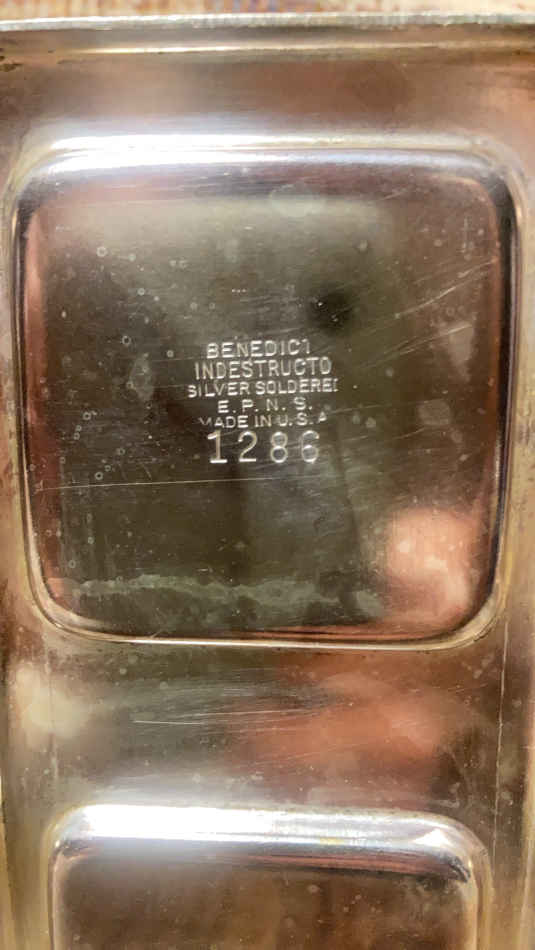 BENEDICT
INDESTRUCTO
SILVER SOLDERED
E. P. N. S.
MADE IN U.S.A
1286